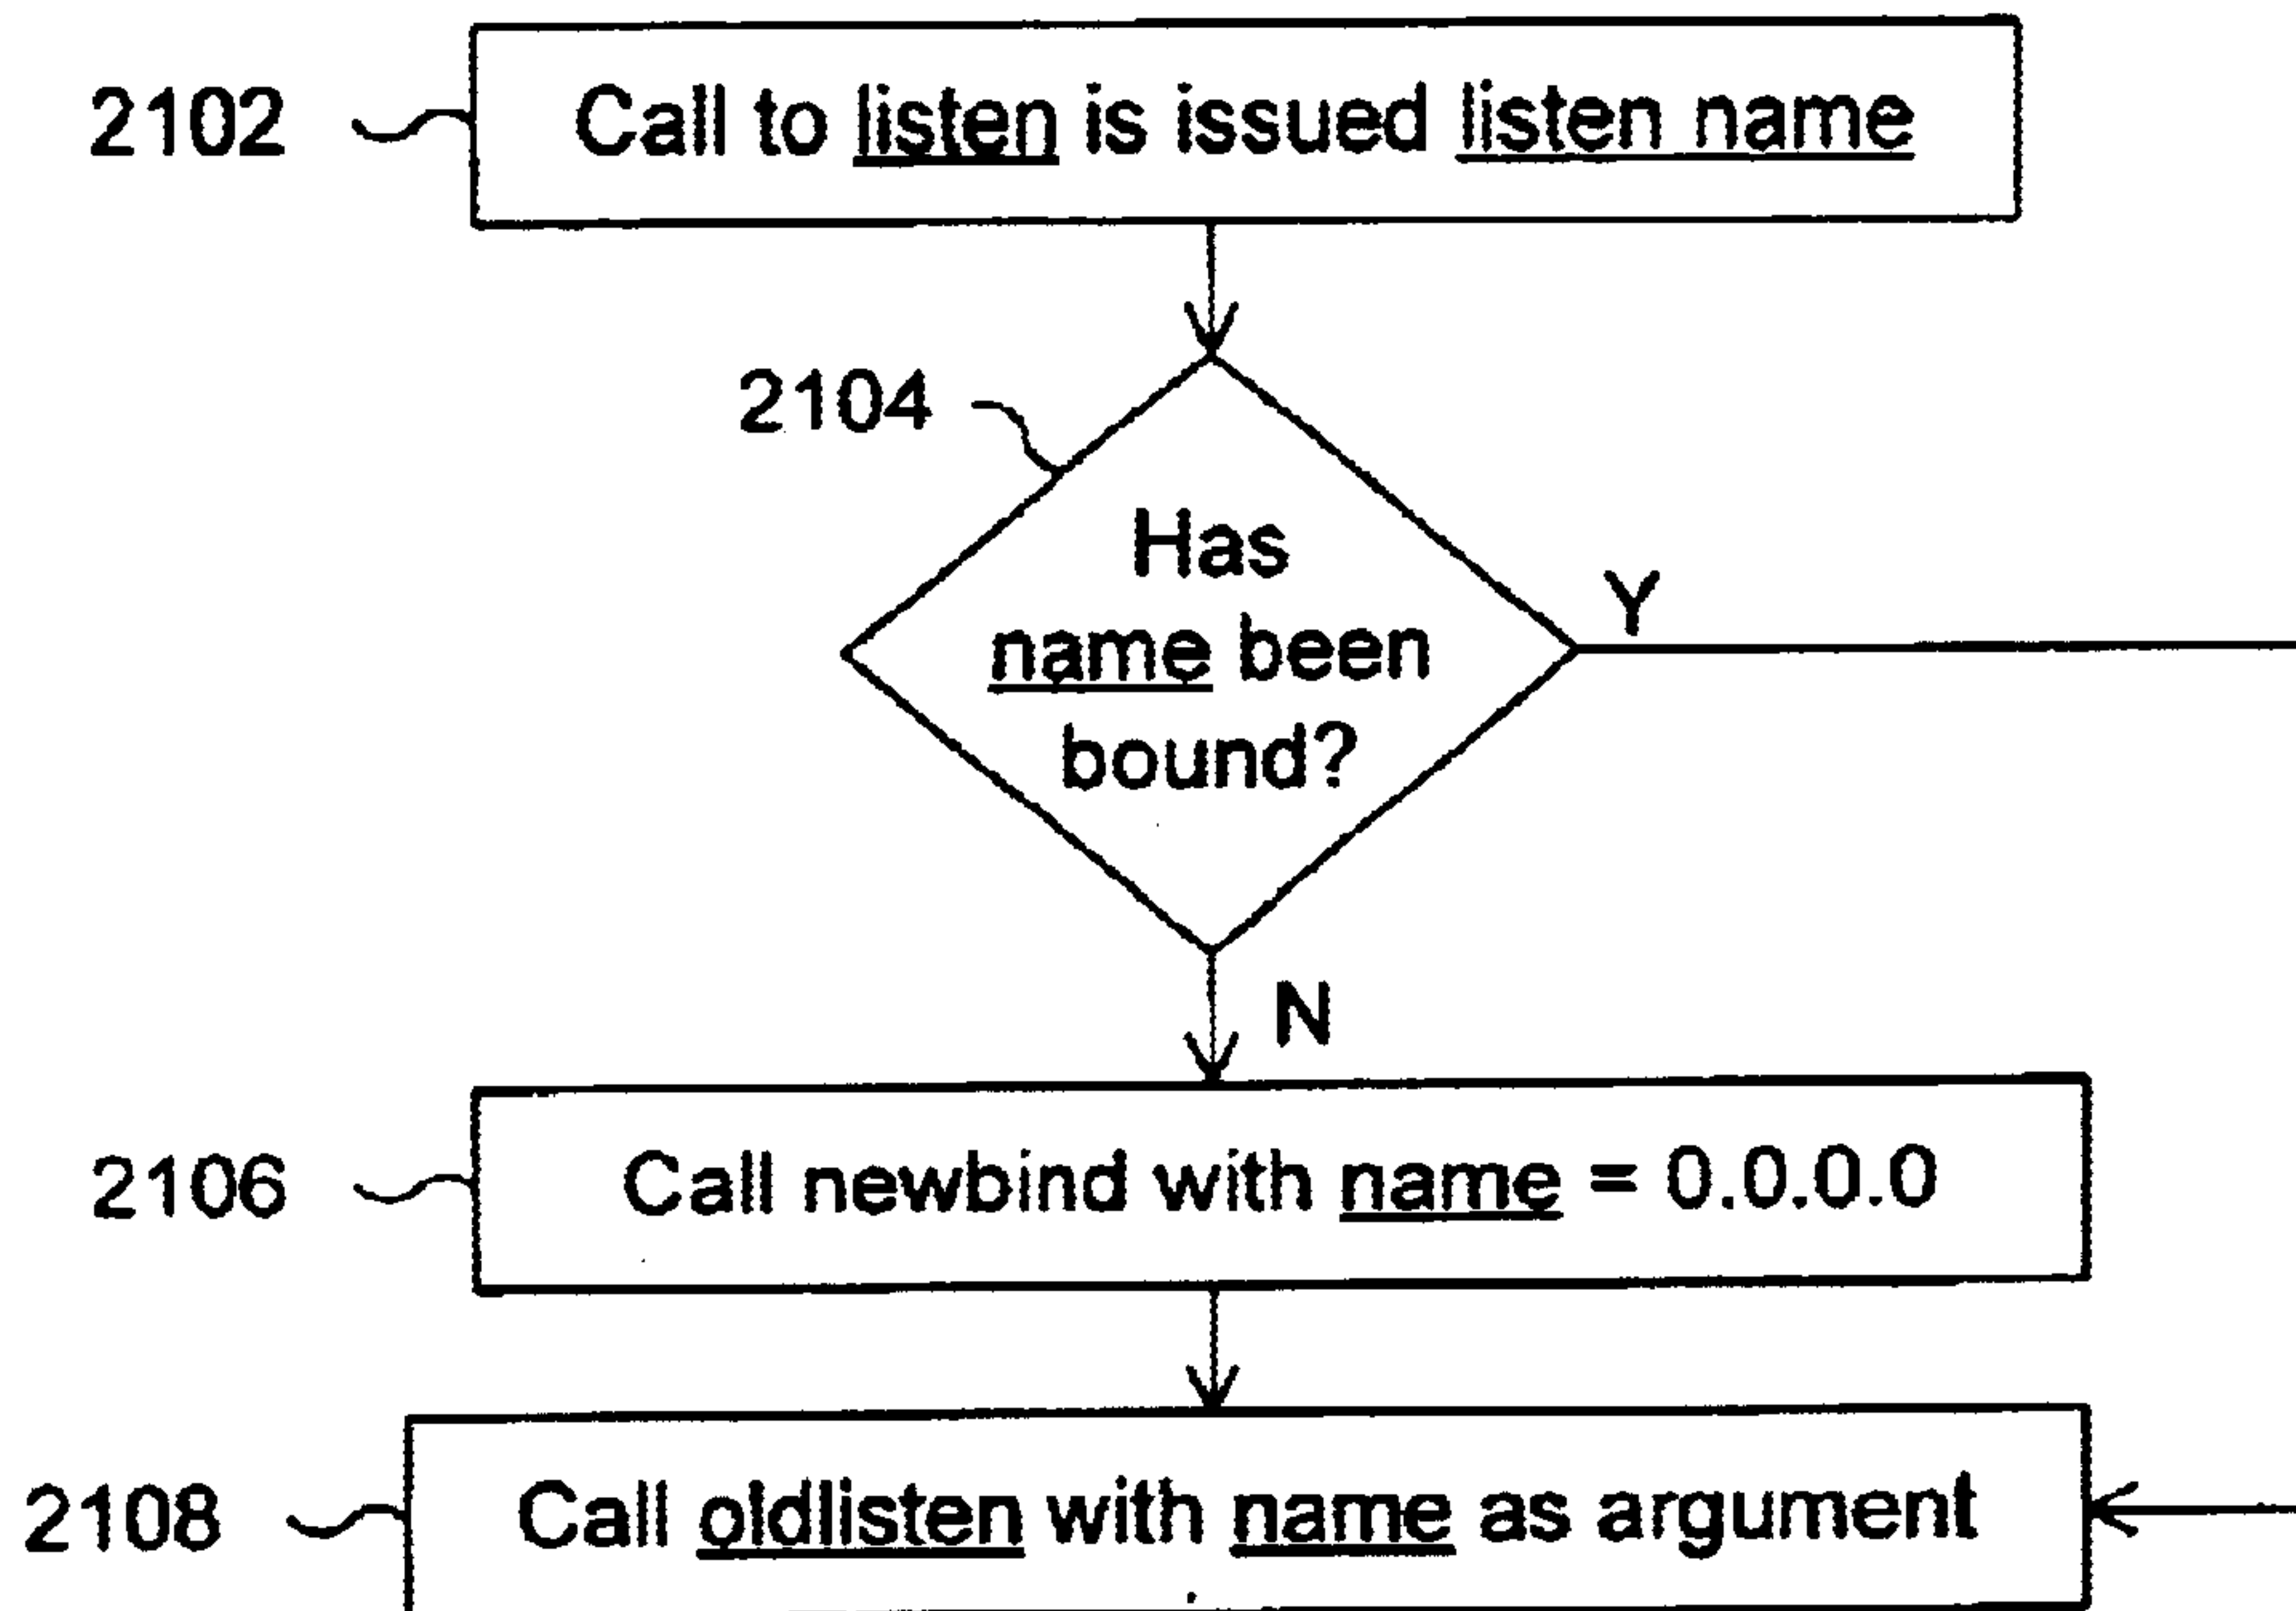 2102
Call to listen is issued listen name
2104
Has
name been
bound?
Y
N
2106
Call newbind with name = 0.0.0.0
2108
Call oldlisten with name as argument